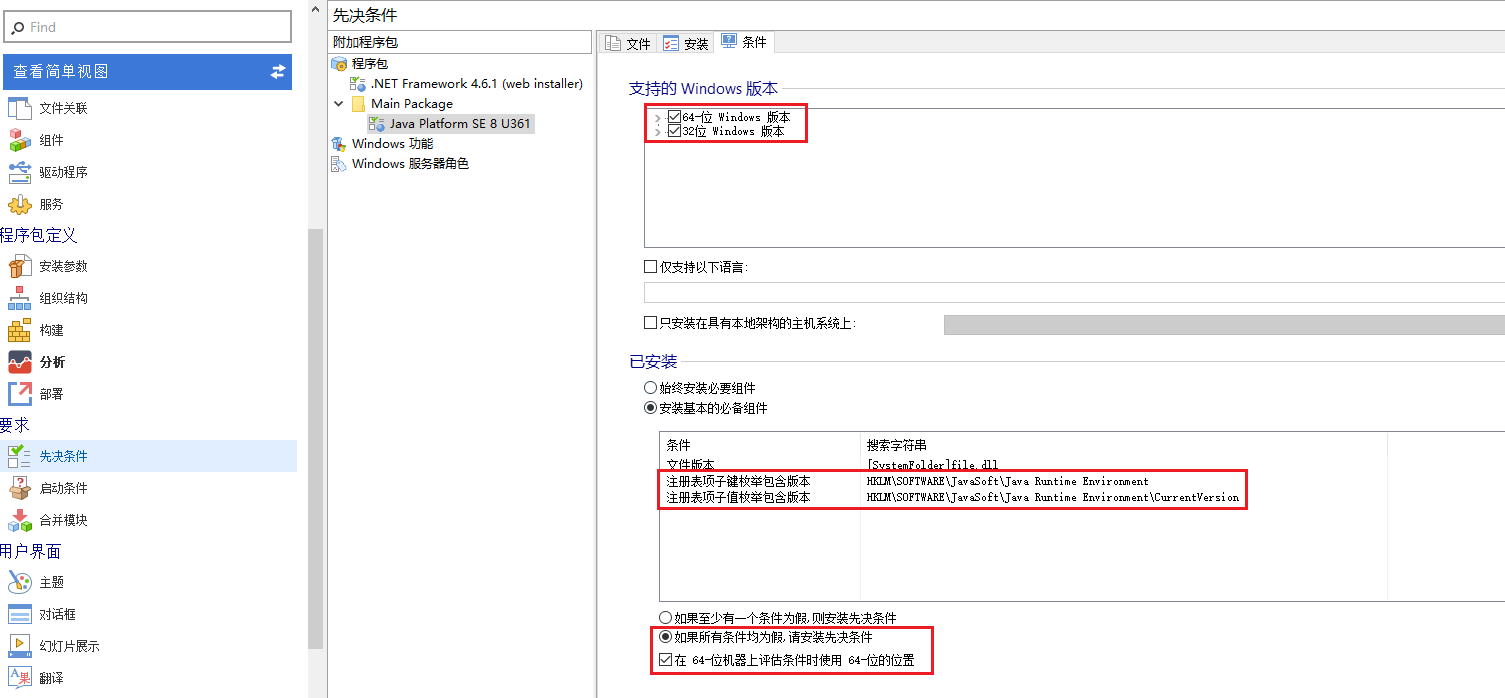 Find
查看简单视图
文件关联
组件
驱动程序
服务
程序包定义
安装参数
组织结构
构建
分析
部署
要求
先决条件
启动条件
合并模块
用户界面
主题
对话框
幻灯片展示
翻译
先决条件
附加程序包
程序包
.NET Framework 4.6.1 (web installer)
Main Package
Java Platform SE 8 U361
Windows 功能
Windows 服务器角色
文件 安装 条件
支持的 Windows 版本
64-位 Windows 版本
32位 Windows 版本
仅支持以下语言:
只安装在具有本地架构的主机系统上:
已安装
始终安装必要组件
安装基本的必备组件
条件 搜索字符串
文件版本 [SystemFolder]file.dll
注册表项子键枚举包含版本 HKLM\SOFTWARE\JavaSoft\Java Runtime Environment
注册表项子值枚举包含版本 HKLM\SOFTWARE\JavaSoft\Java Runtime Environment\CurrentVersion
如果至少有一个条件为假,则安装先决条件
如果所有条件均为假,请安装先决条件
在 64-位机器上评估条件时使用 64-位的位置